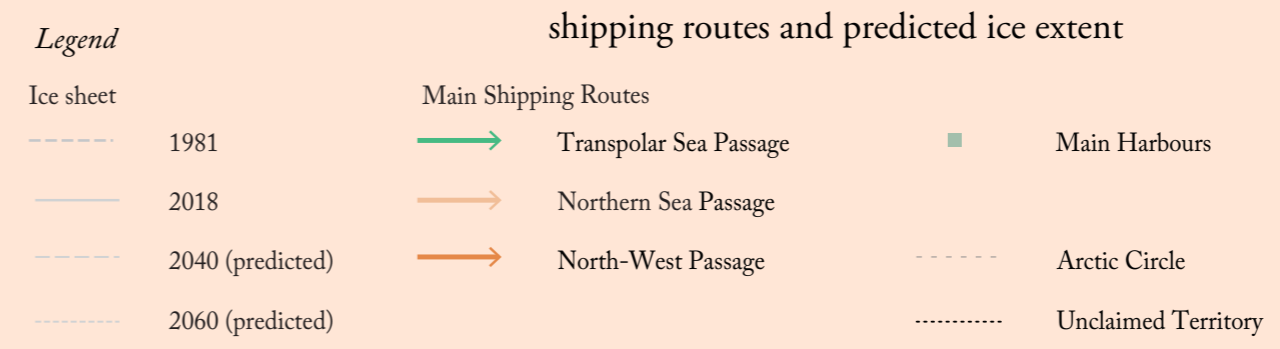 shipping routes and predicted ice extent
Legend
Ice sheet
1981
2018
2040 (predicted)
2060 (predicted)
Main Shipping Routes
Transpolar Sea Passage
Northern Sea Passage
North-West Passage
Main Harbours
Arctic Circle
Unclaimed Territory